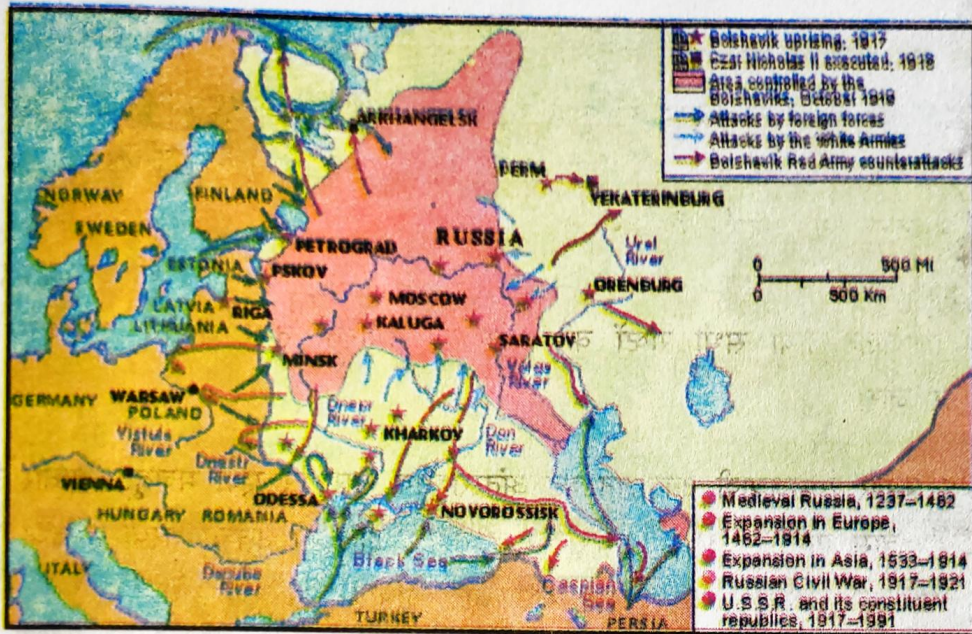 Bolshevik uprising, 1917
Czar Nicholas II executed, 1918
Area controlled by the
Bolsheviks, October 1919
Attacks by foreign forces
Attacks by the White Armies
Bolshevik Red Army counterattacks
ARKHANGELSK
PERM
YEKATERINBURG
NORWAY
FINLAND
SWEDEN
PETROGRAD
RUSSIA
Ural
River
ESTONIA
PSKOV
0 500 Mi
0 500 Km
ORENBURG
LATVIA
RIGA
MOSCOW
LITHUANIA
KALUGA
SARATOV
MINSK
Volga
River
GERMANY
WARSAW
POLAND
Dnepr
River
Vistula
River
KHARKOV
Don
River
Dnestr
River
VIENNA
ODESSA
HUNGARY
ROMANIA
NOVOROSSISK
Black Sea
ITALY
Danube
River
Caspian
Sea
TURKEY
PERSIA
Medieval Russia, 1237–1462
Expansion in Europe,
1462–1914
Expansion in Asia, 1533–1914
Russian Civil War, 1917–1921
U.S.S.R. and its constituent
republics, 1917–1991